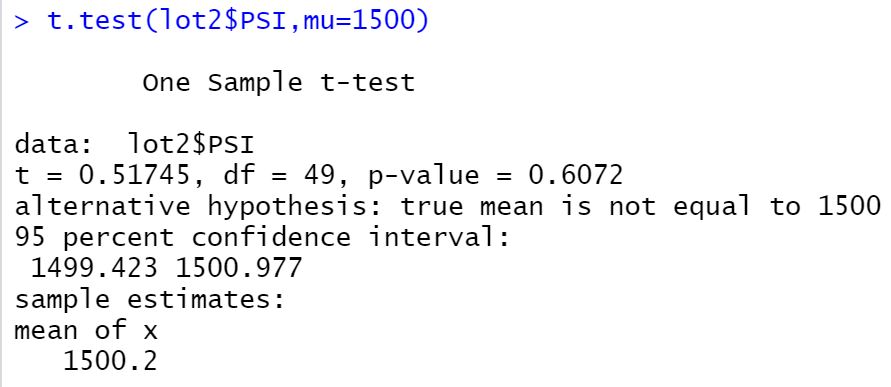 > t.test(lot2$PSI,mu=1500)
One Sample t-test
data: lot2$PSI
t = 0.51745, df = 49, p-value = 0.6072
alternative hypothesis: true mean is not equal to 1500
95 percent confidence interval:
1499.423 1500.977
sample estimates:
mean of x
1500.2